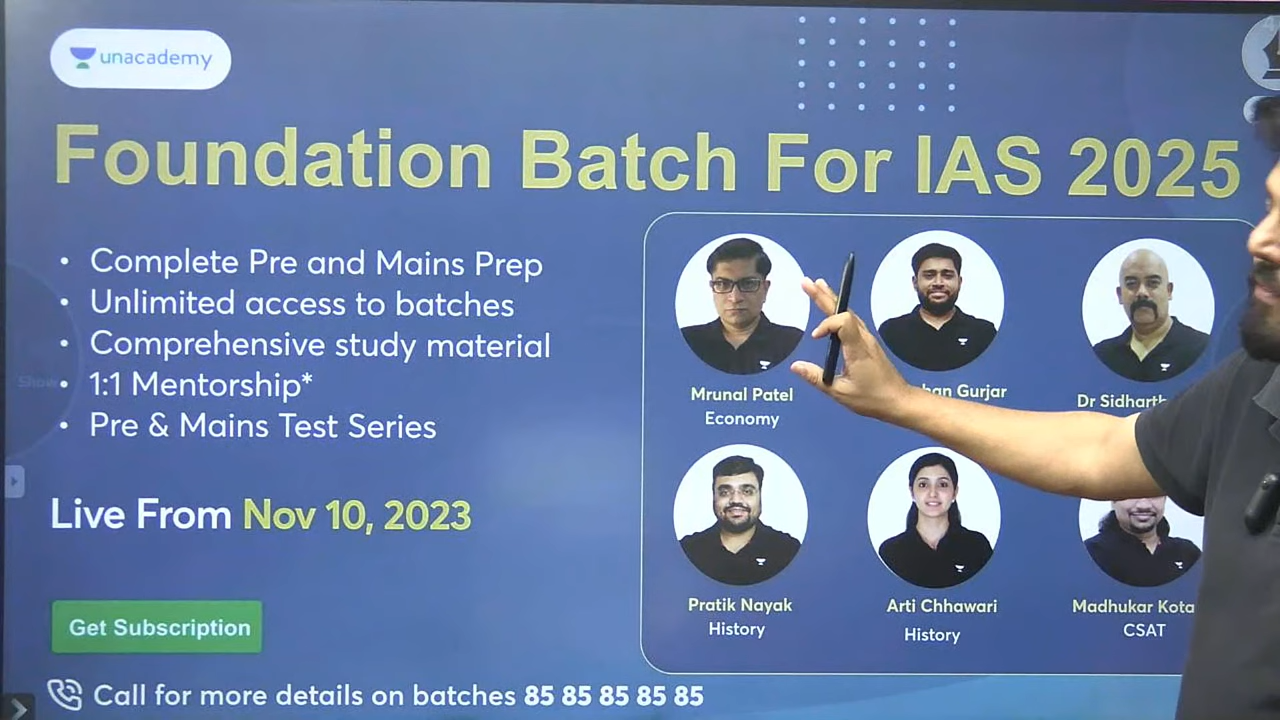 unacademy
Foundation Batch For IAS 2025
• Complete Pre and Mains Prep
• Unlimited access to batches
• Comprehensive study material
• 1:1 Mentorship*
• Pre & Mains Test Series
Live From Nov 10, 2023
Get Subscription
Call for more details on batches 85 85 85 85 85
Mrunal Patel
Economy
Gurjar
Dr
Pratik Nayak
History
Arti Chhawari
History
Madhukar
CSAT